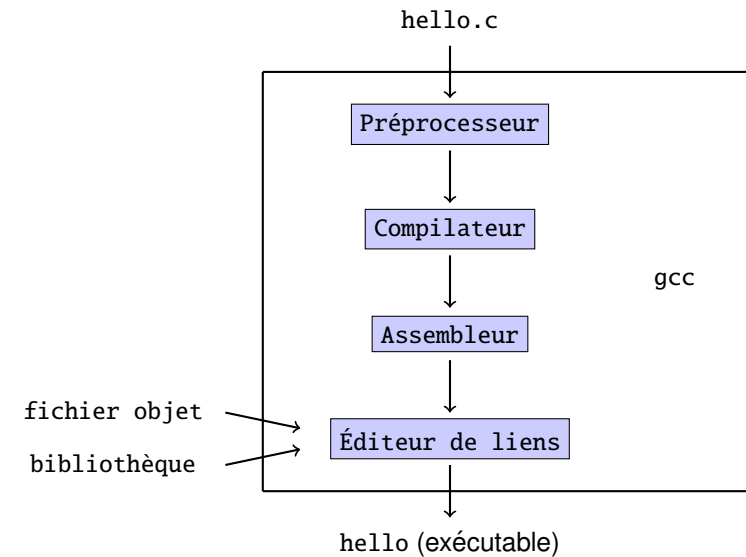 hello.c
Préprocesseur
Compilateur
gcc
Assembleur
fichier objet
Éditeur de liens
bibliothèque
hello (exécutable)